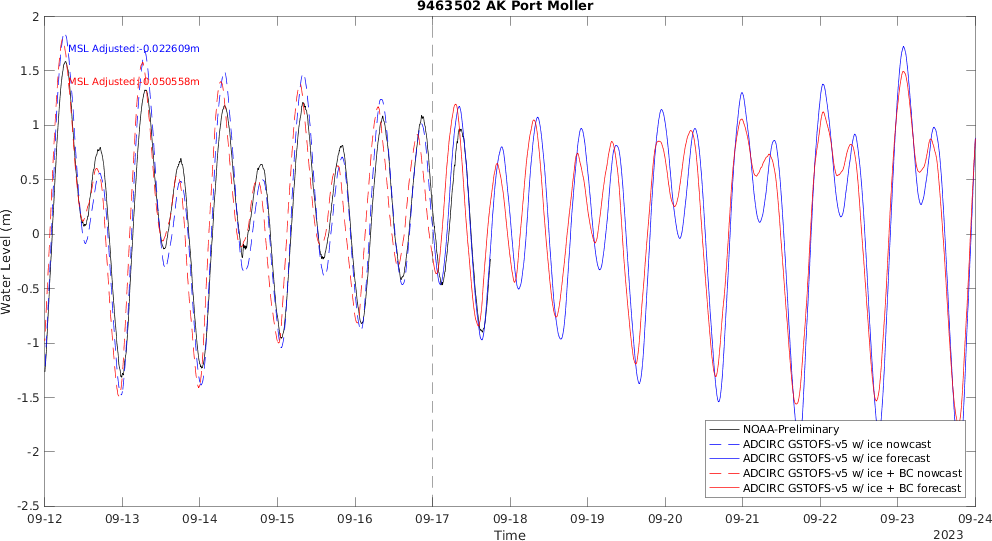 9463502 AK Port Moller
MSL Adjusted:-0.022609m
MSL Adjusted:-0.050558m
Water Level (m)
2
1.5
1
0.5
0
-0.5
-1
-1.5
-2
-2.5
NOAA-Preliminary
ADCIRC GSTOFS-v5 w/ ice nowcast
ADCIRC GSTOFS-v5 w/ ice forecast
ADCIRC GSTOFS-v5 w/ ice + BC nowcast
ADCIRC GSTOFS-v5 w/ ice + BC forecast
09-12 09-13 09-14 09-15 09-16 09-17 09-18 09-19 09-20 09-21 09-22 09-23 09-24
Time
2023